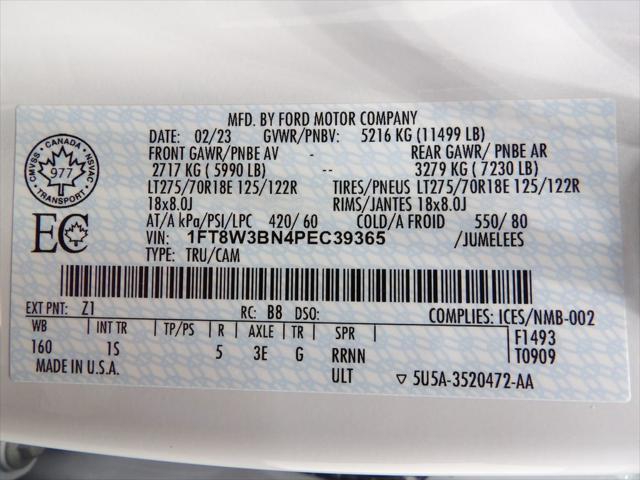 MFD. BY FORD MOTOR COMPANY
DATE: 02/23 GVWR/PNBV: 5216 KG (11499 LB)
FRONT GAWR/PNBE AV - REAR GAWR/ PNBE AR
2717 KG ( 5990 LB) -- 3279 KG ( 7230 LB)
LT275/70R18E 125/122R TIRES/PNEUS LT275/70R18E 125/122R
18x8.0J RIMS/JANTES 18x8.0J
AT/A kPa/PSI/LPC 420/ 60 COLD/A FROID 550/ 80
VIN: 1FT8W3BN4PEC39365 /JUMELEES
TYPE: TRU/CAM
CANADA
CMVSS NSVAC
977
TRANSPORT
EC
EXT PNT: Z1 RC: B8 DSO: COMPLIES: ICES/NMB-002
WB INT TR TP/PS R AXLE TR SPR F1493
160 1S 5 3E G RRNN T0909
MADE IN U.S.A. ULT ▽ 5U5A-3520472-AA